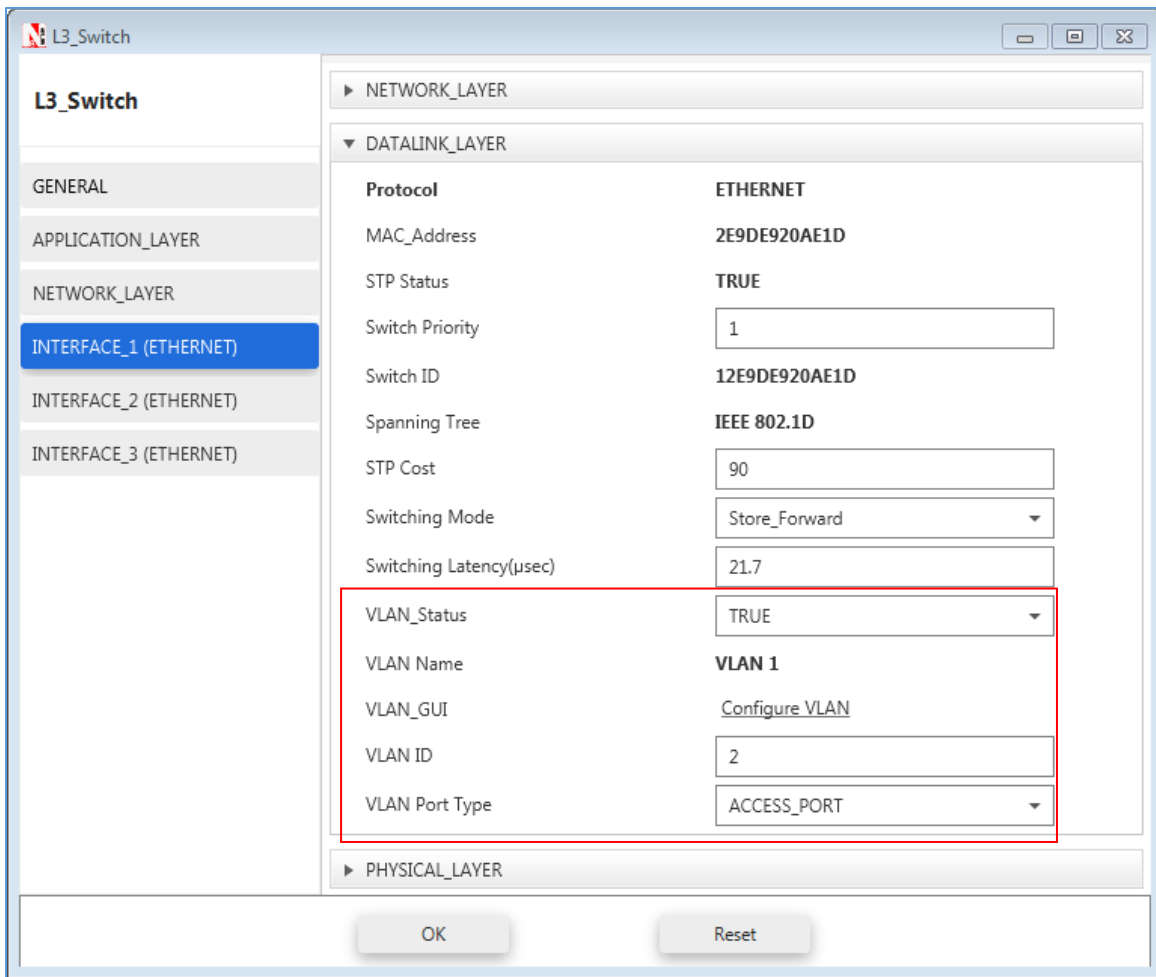 L3_Switch
L3_Switch
GENERAL
APPLICATION_LAYER
NETWORK_LAYER
INTERFACE_1 (ETHERNET)
INTERFACE_2 (ETHERNET)
INTERFACE_3 (ETHERNET)
NETWORK_LAYER
DATALINK_LAYER
Protocol ETHERNET
MAC_Address 2E9DE920AE1D
STP Status TRUE
Switch Priority 1
Switch ID 12E9DE920AE1D
Spanning Tree IEEE 802.1D
STP Cost 90
Switching Mode Store_Forward
Switching Latency(µsec) 21.7
VLAN_Status TRUE
VLAN Name VLAN 1
VLAN_GUI Configure VLAN
VLAN ID 2
VLAN Port Type ACCESS_PORT
PHYSICAL_LAYER
OK Reset